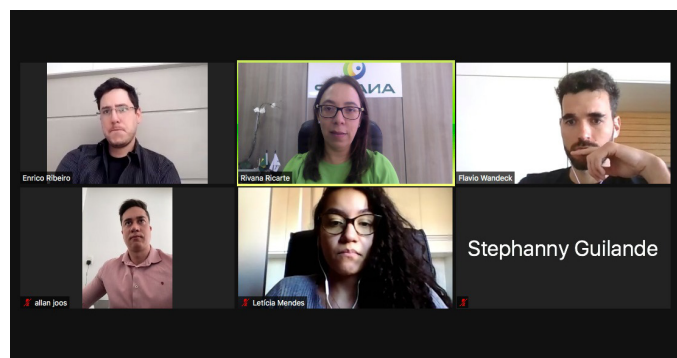 Enrico Ribeiro
Rivana Ricarte
Flavio Wandeck
allan joos
Letícia Mendes
Stephanny Guilande